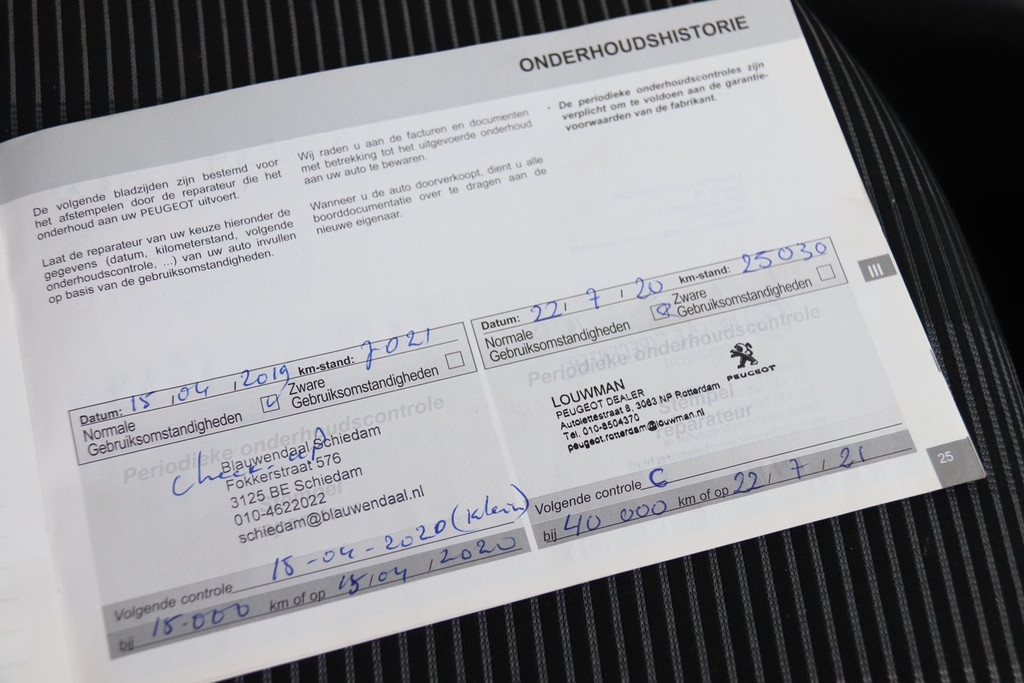 ONDERHOUDSHISTORIE
De volgende bladzijden zijn bestemd voor
het afstempelen door de reparateur die het
onderhoud aan uw PEUGEOT uitvoert.
Laat de reparateur van uw keuze hieronder de
gegevens (datum, kilometerstand, volgende
onderhoudscontrole, ...) van uw auto invullen
op basis van de gebruiksomstandigheden.
Wij raden u aan de facturen en documenten
met betrekking tot het uitgevoerde onderhoud
aan uw auto te bewaren.
Wanneer u de auto doorverkoopt, dient u alle
boorddocumentatie over te dragen aan de
nieuwe eigenaar.
- De periodieke onderhoudscontroles zijn
verplicht om te voldoen aan de garantie-
voorwaarden van de fabrikant.
Datum: 15, 04, 2019 km-stand: 7021
Normale
Gebruiksomstandigheden
Zware
Gebruiksomstandigheden
Periodieke onderhoudscontrole
check-up
Blauwendaal Schiedam
Fokkerstraat 576
3125 BE Schiedam
010-4622022
schiedam@blauwendaal.nl
Volgende controle 15-04-2020 (klein)
bij 15.000 km of op 15, 04, 2020
Datum: 22, 7, 20 km-stand: 25030
Normale
Gebruiksomstandigheden
Zware
Gebruiksomstandigheden
Periodieke onderhoudscontrole
Stempel
reparateur
LOUWMAN
PEUGEOT DEALER
Autolettestraat 8, 3063 NP Rotterdam
Tel. 010-8504370
peugeot.rotterdam@louwman.nl
PEUGEOT
Volgende controle C
bij 40 000 km of op 22, 7, 21
III
25